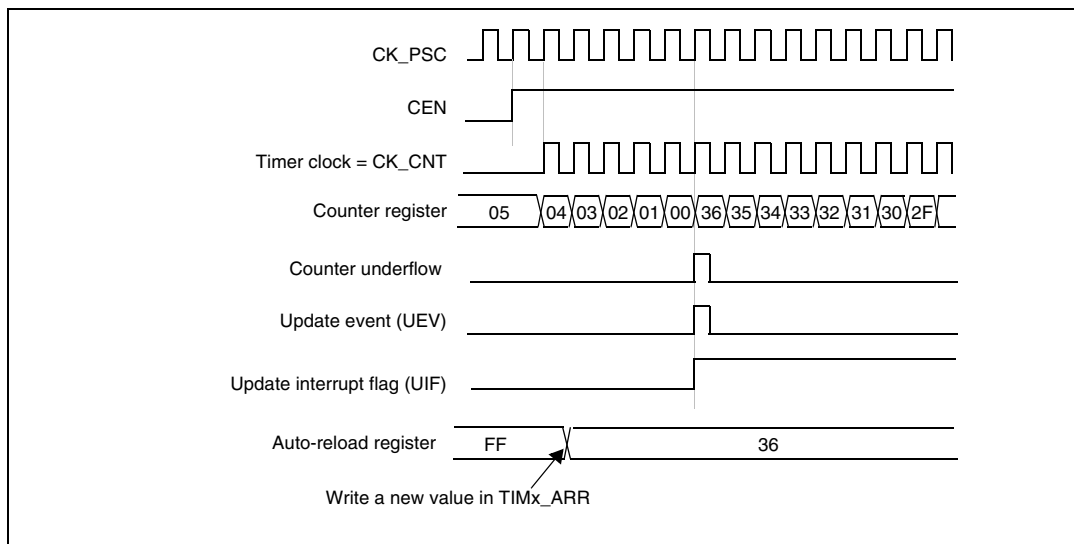 CK_PSC
CEN
Timer clock = CK_CNT
Counter register 05 04 03 02 01 00 36 35 34 33 32 31 30 2F
Counter underflow
Update event (UEV)
Update interrupt flag (UIF)
Auto-reload register FF 36
Write a new value in TIMx_ARR